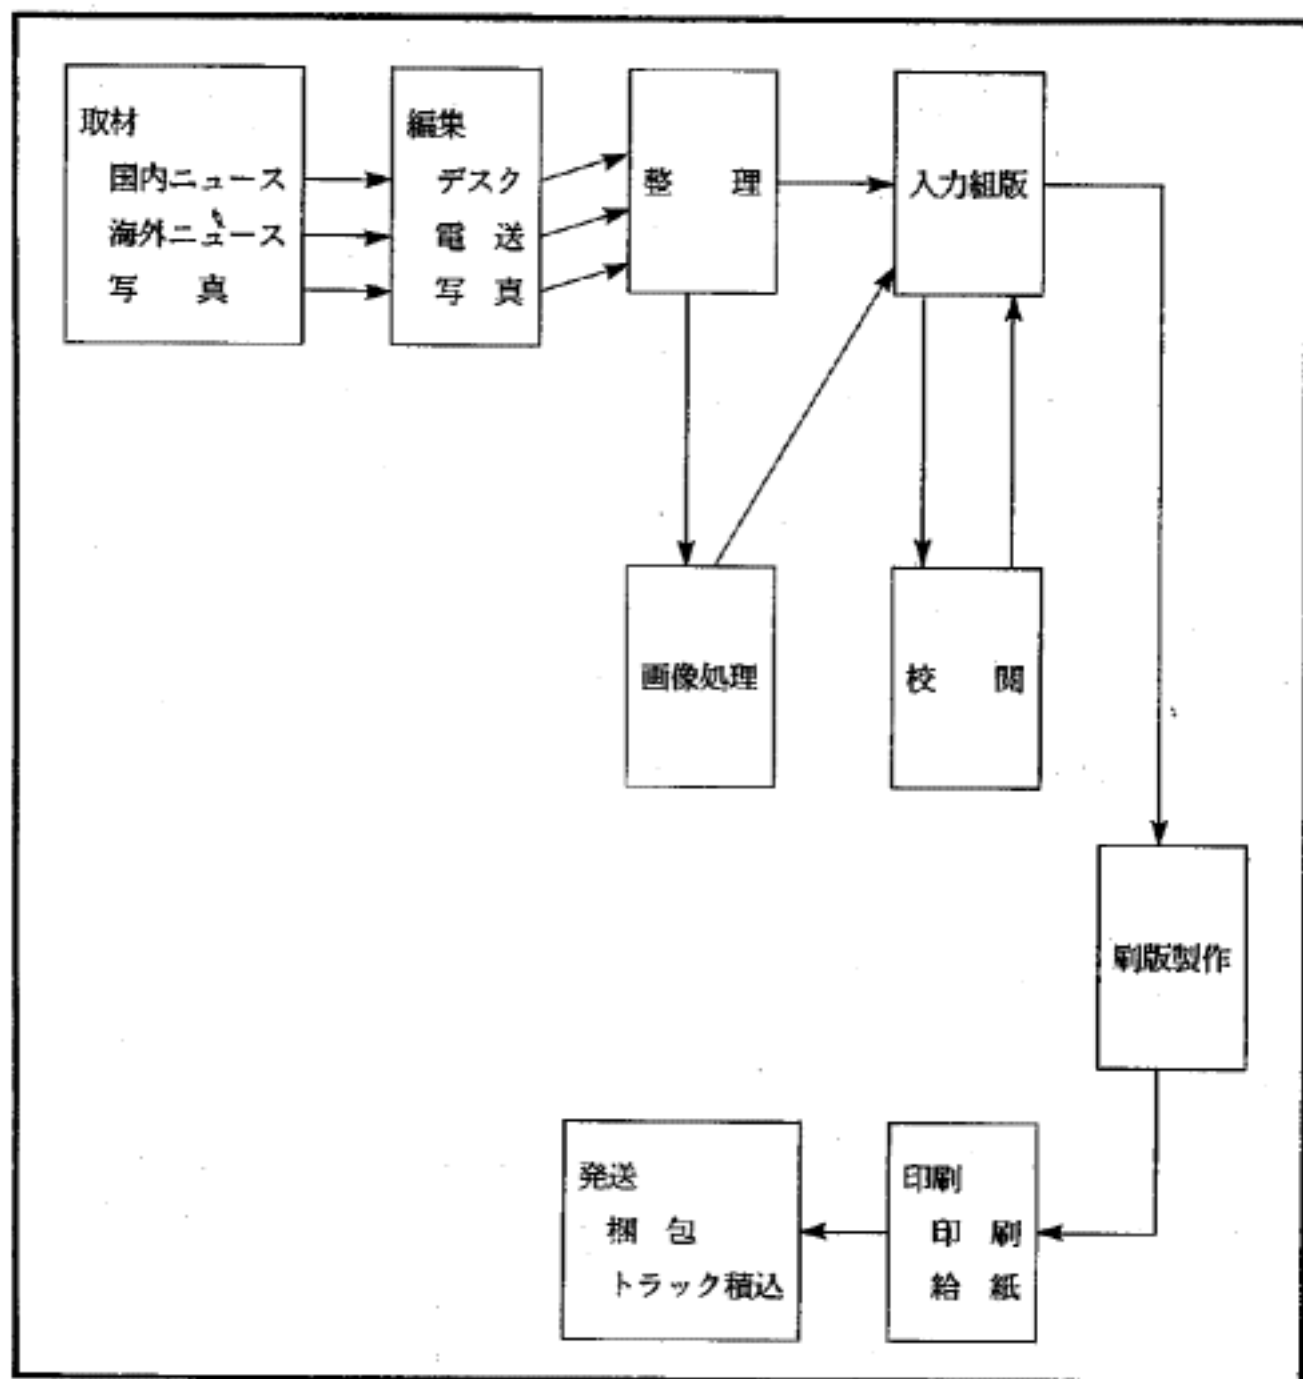 取材
国内ニュース
海外ニュース
写 真
編集
デスク
電 送
写 真
整 理
入力組版
画像処理
校 閲
刷版製作
発送
梱 包
トラック積込
印刷
印 刷
給 紙